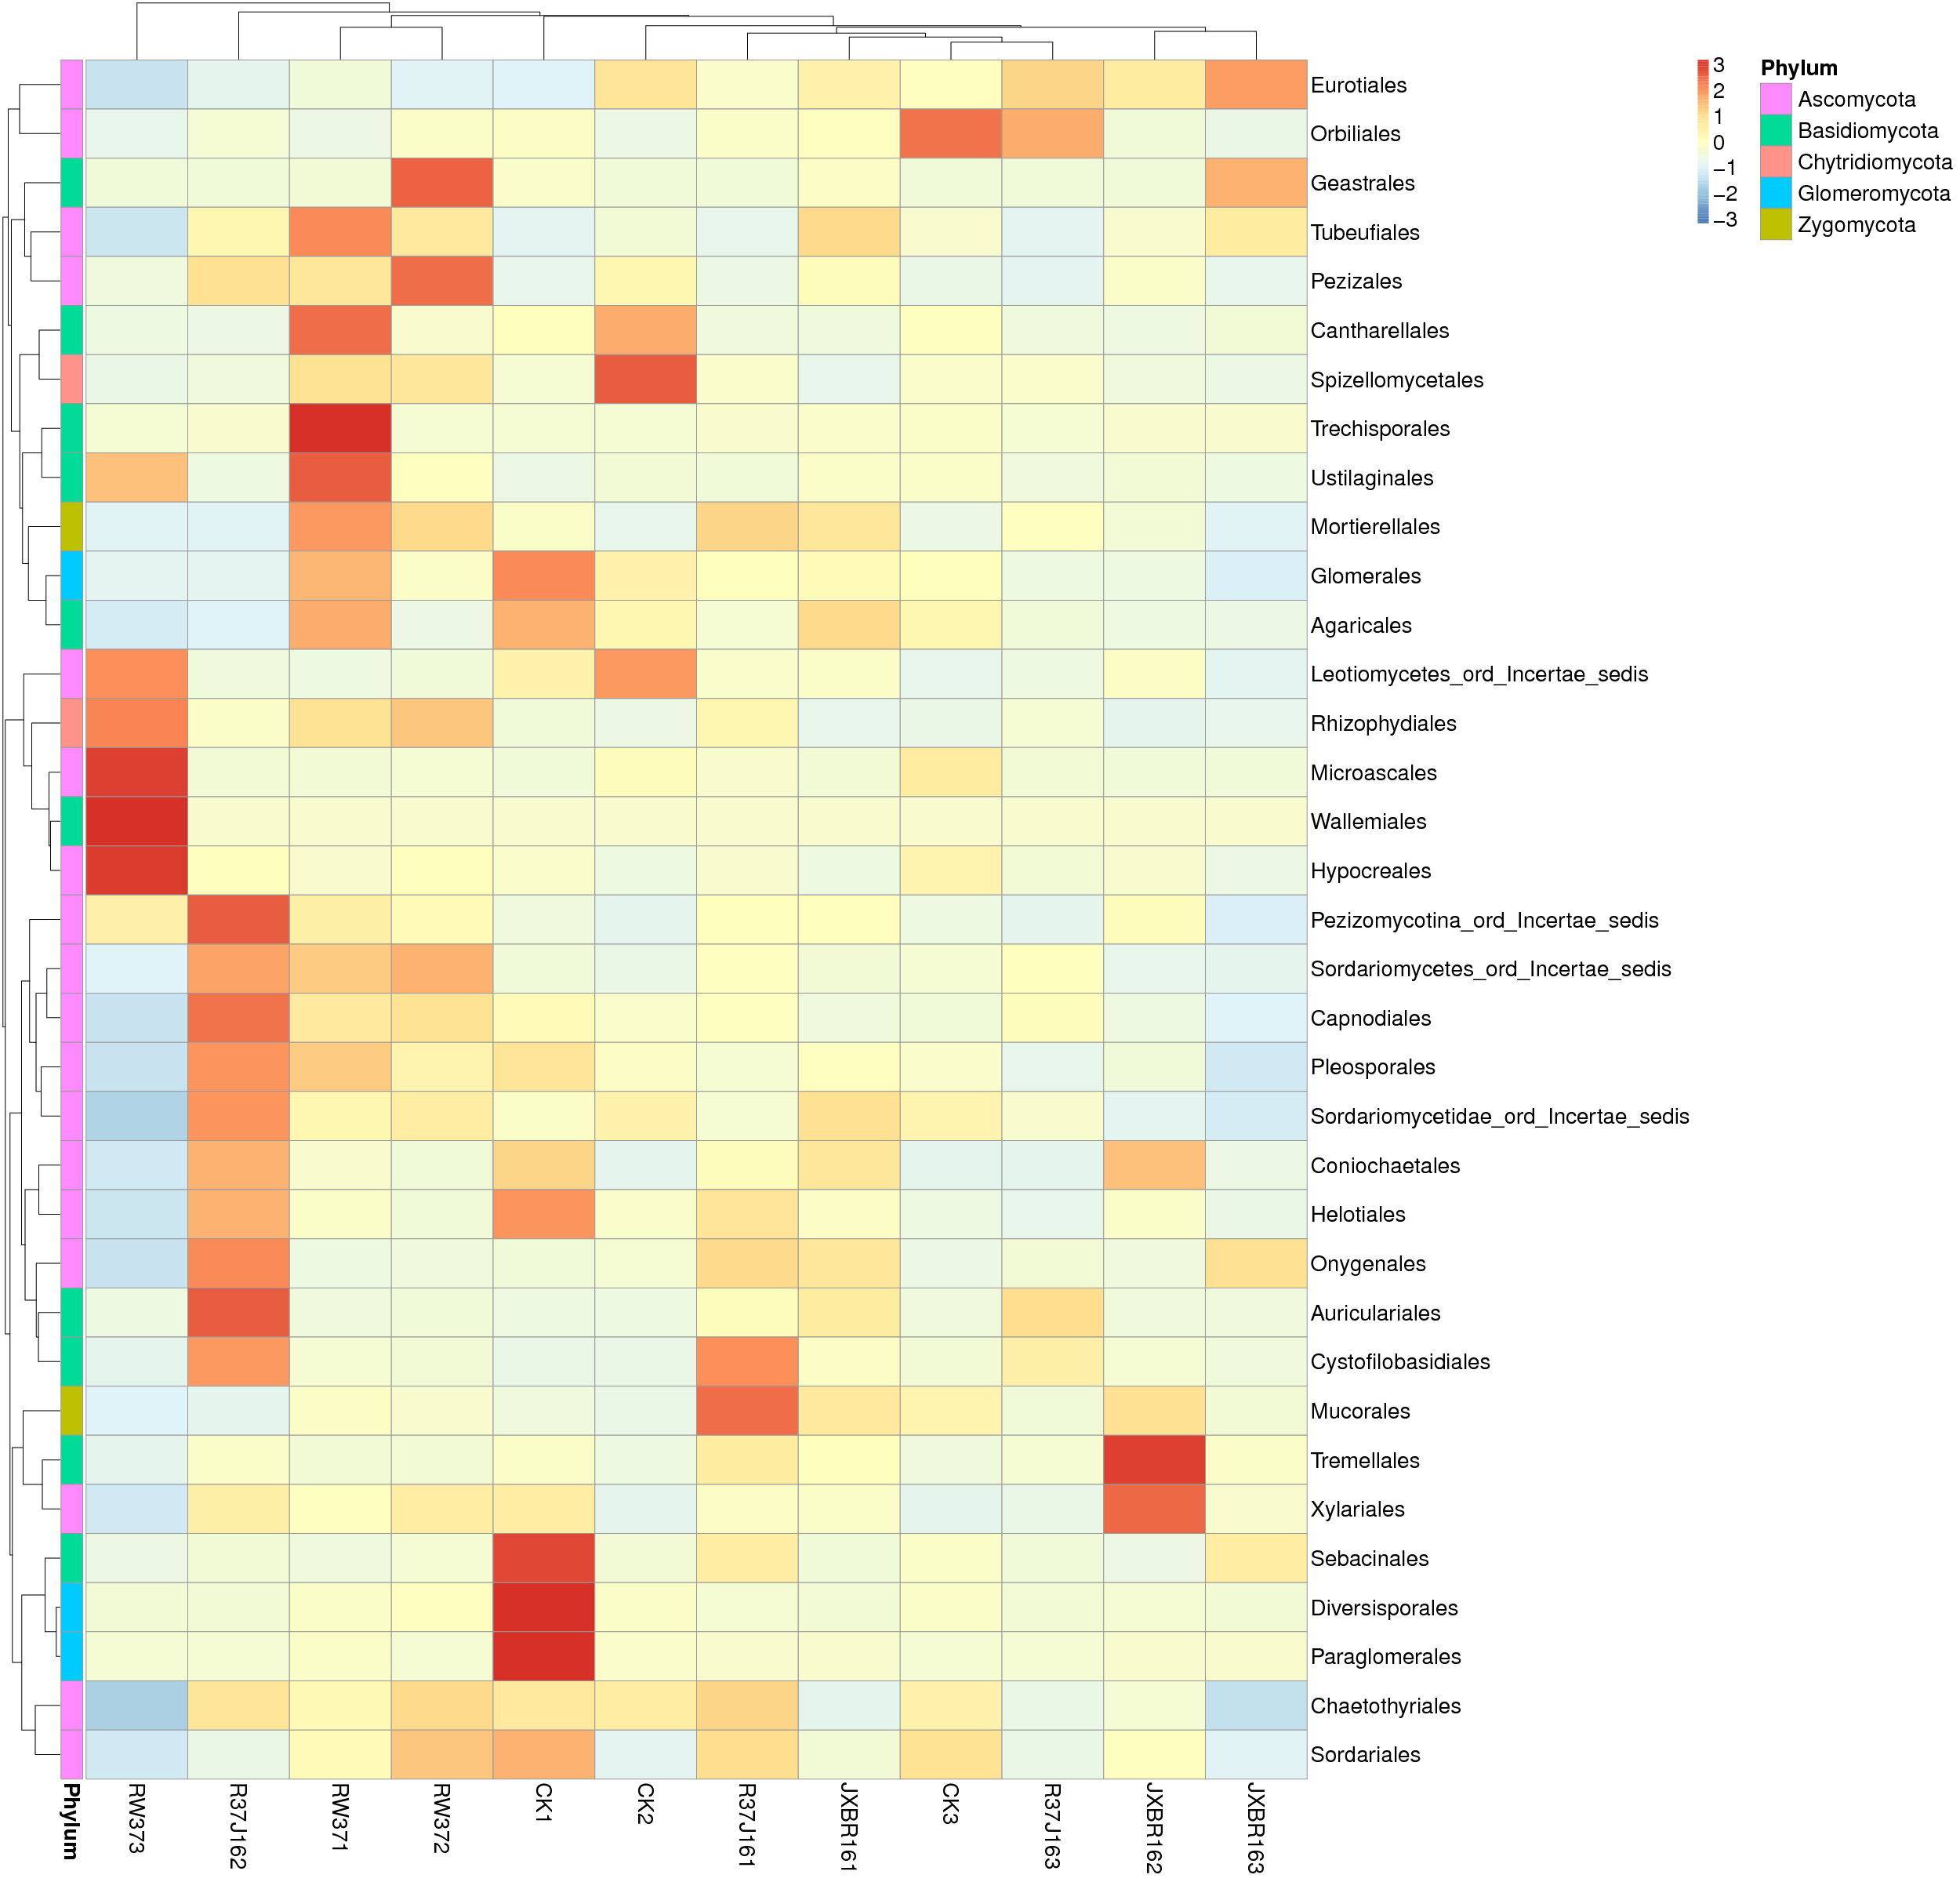 3
2
1
0
−1
−2
−3
Phylum
Ascomycota
Basidiomycota
Chytridiomycota
Glomeromycota
Zygomycota
Eurotiales
Orbiliales
Geastrales
Tubeufiales
Pezizales
Cantharellales
Spizellomycetales
Trechisporales
Ustilaginales
Mortierellales
Glomerales
Agaricales
Leotiomycetes_ord_Incertae_sedis
Rhizophydiales
Microascales
Wallemiales
Hypocreales
Pezizomycotina_ord_Incertae_sedis
Sordariomycetes_ord_Incertae_sedis
Capnodiales
Pleosporales
Sordariomycetidae_ord_Incertae_sedis
Coniochaetales
Helotiales
Onygenales
Auriculariales
Cystofilobasidiales
Mucorales
Tremellales
Xylariales
Sebacinales
Diversisporales
Paraglomerales
Chaetothyriales
Sordariales
Phylum
RW373
R37J162
RW371
RW372
CK1
CK2
R37J161
JXBR161
CK3
R37J163
JXBR162
JXBR163